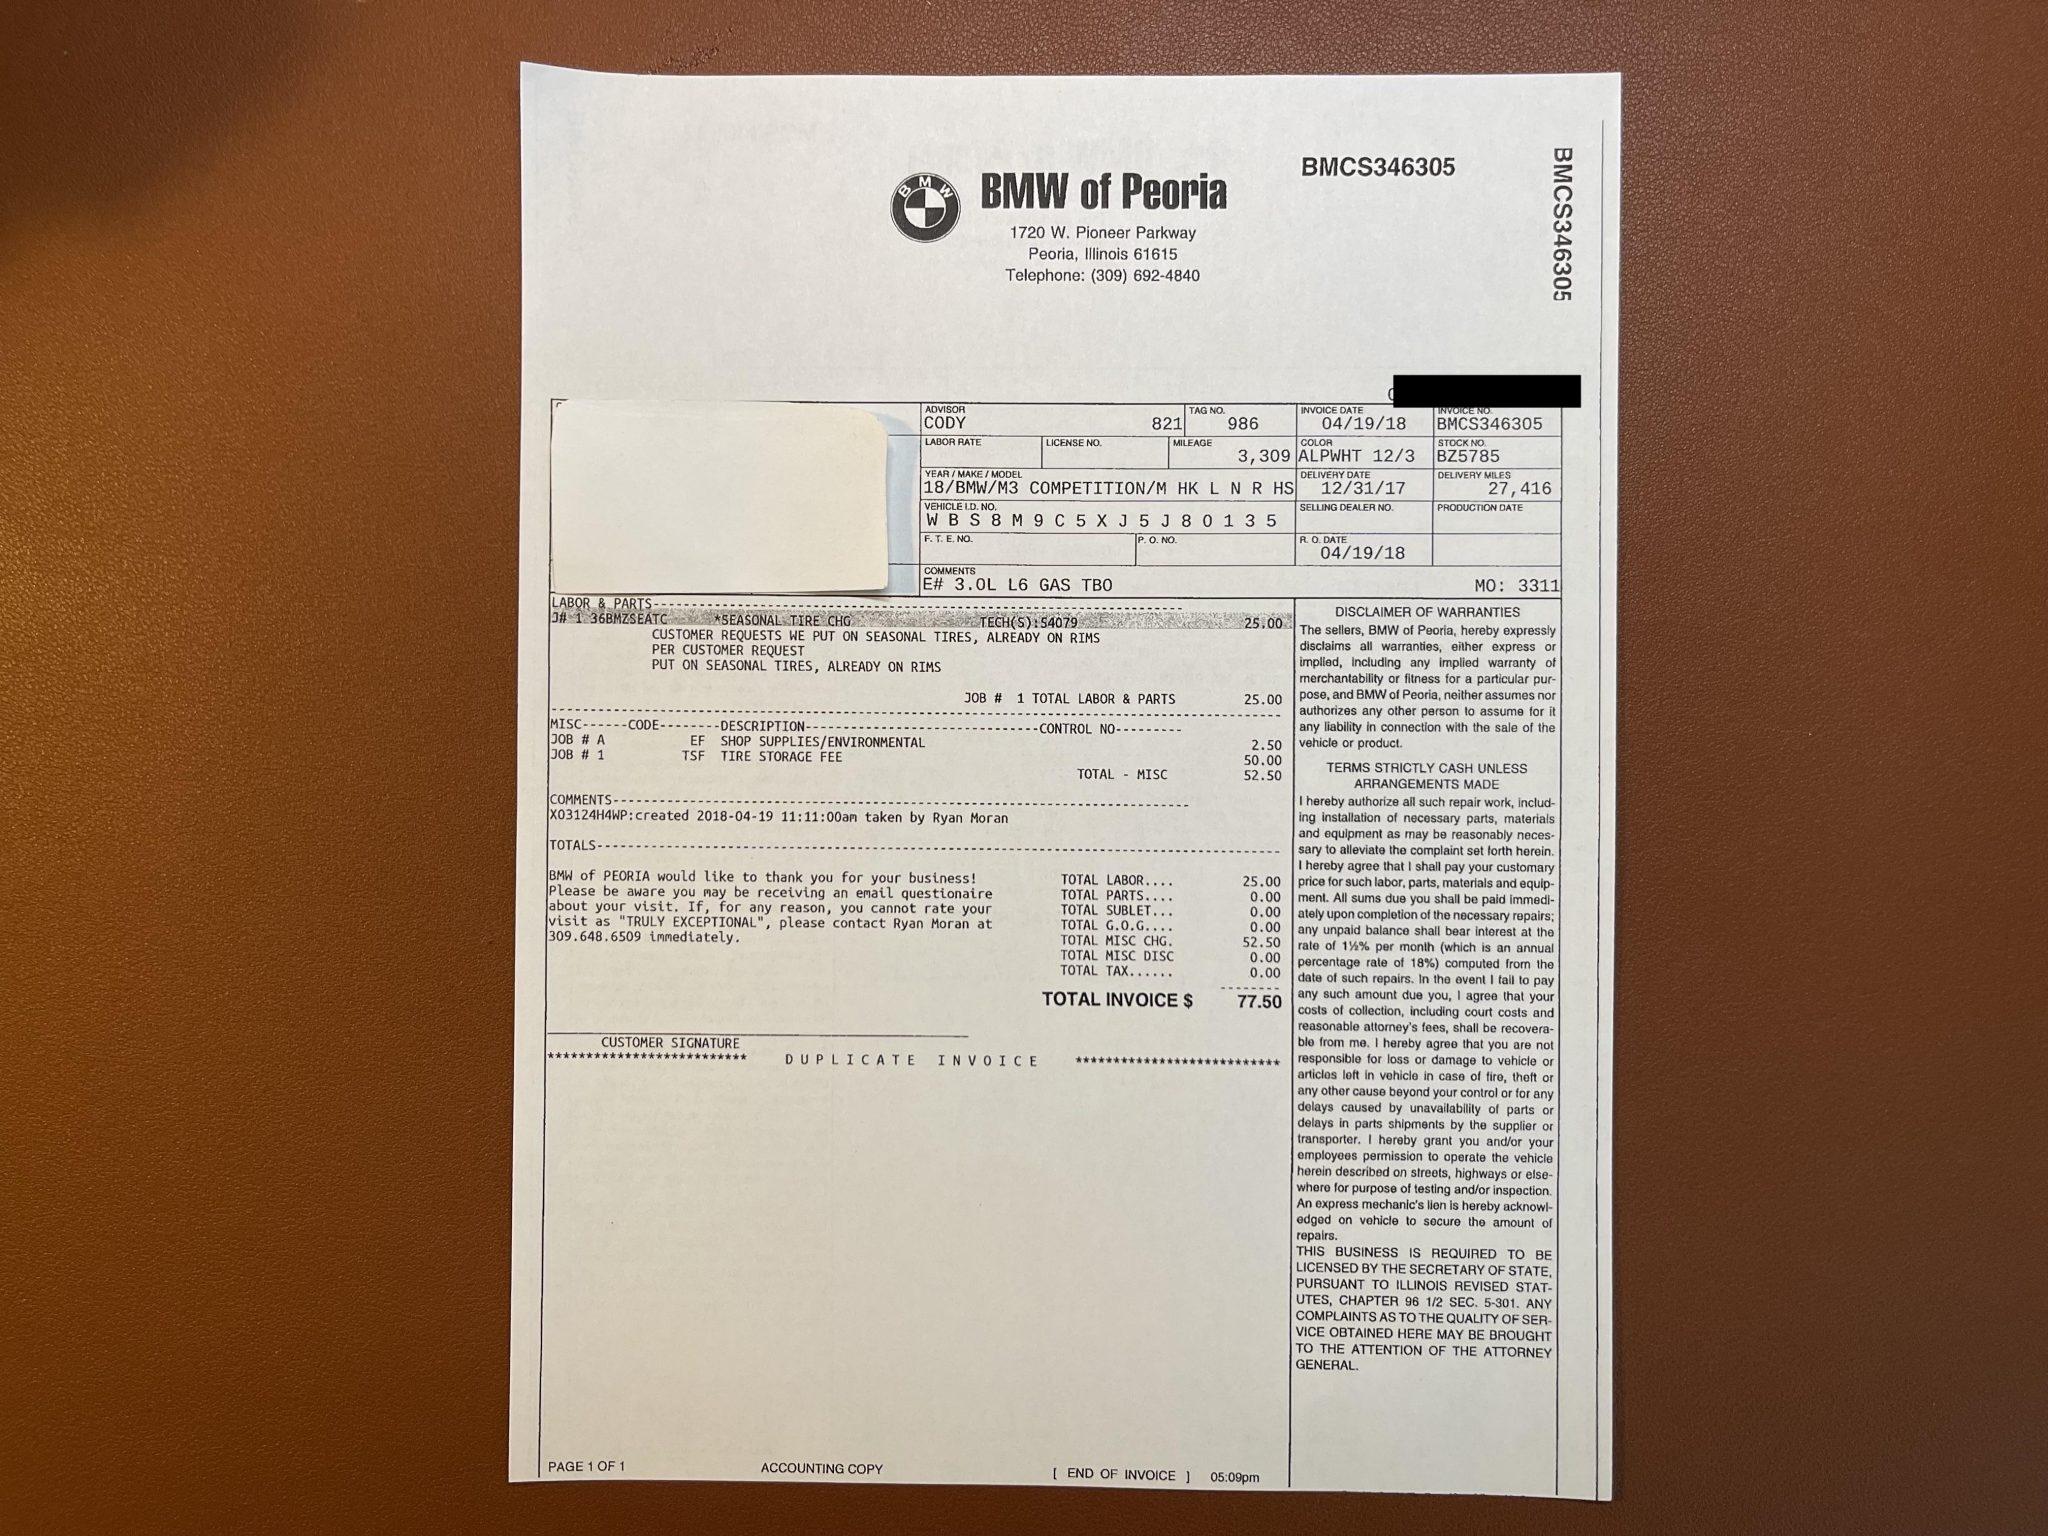 BMCS346305
BMCS346305
BMW
BMW of Peoria
1720 W. Pioneer Parkway
Peoria, Illinois 61615
Telephone: (309) 692-4840
ADVISOR
CODY 821
TAG NO.
986
INVOICE DATE
04/19/18
INVOICE NO.
BMCS346305
LABOR RATE
LICENSE NO.
MILEAGE
3,309
COLOR
ALPWHT 12/3
STOCK NO.
BZ5785
YEAR / MAKE / MODEL
18/BMW/M3 COMPETITION/M HK L N R HS
DELIVERY DATE
12/31/17
DELIVERY MILES
27,416
VEHICLE I.D. NO.
W B S 8 M 9 C 5 X J 5 J 8 0 1 3 5
SELLING DEALER NO.
PRODUCTION DATE
F. T. E. NO.
P. O. NO.
R. O. DATE
04/19/18
COMMENTS
E# 3.0L L6 GAS TBO MO: 3311
LABOR & PARTS
J# 1 36BMZSEATC *SEASONAL TIRE CHG TECH(S):54079 25.00
CUSTOMER REQUESTS WE PUT ON SEASONAL TIRES, ALREADY ON RIMS
PER CUSTOMER REQUEST
PUT ON SEASONAL TIRES, ALREADY ON RIMS
JOB # 1 TOTAL LABOR & PARTS 25.00
MISC------CODE--------DESCRIPTION------------------------------CONTROL NO---------
JOB # A EF SHOP SUPPLIES/ENVIRONMENTAL 2.50
JOB # 1 TSF TIRE STORAGE FEE 50.00
TOTAL - MISC 52.50
COMMENTS
X03124H4WP:created 2018-04-19 11:11:00am taken by Ryan Moran
TOTALS
BMW of PEORIA would like to thank you for your business!
Please be aware you may be receiving an email questionaire
about your visit. If, for any reason, you cannot rate your
visit as "TRULY EXCEPTIONAL", please contact Ryan Moran at
309.648.6509 immediately.
TOTAL LABOR.... 25.00
TOTAL PARTS.... 0.00
TOTAL SUBLET... 0.00
TOTAL G.O.G.... 0.00
TOTAL MISC CHG. 52.50
TOTAL MISC DISC 0.00
TOTAL TAX...... 0.00
TOTAL INVOICE $ 77.50
CUSTOMER SIGNATURE
************************** DUPLICATE INVOICE ***************************
DISCLAIMER OF WARRANTIES
The sellers, BMW of Peoria, hereby expressly
disclaims all warranties, either express or
implied, including any implied warranty of
merchantability or fitness for a particular pur-
pose, and BMW of Peoria, neither assumes nor
authorizes any other person to assume for it
any liability in connection with the sale of the
vehicle or product.
TERMS STRICTLY CASH UNLESS
ARRANGEMENTS MADE
I hereby authorize all such repair work, includ-
ing installation of necessary parts, materials
and equipment as may be reasonably neces-
sary to alleviate the complaint set forth herein.
I hereby agree that I shall pay your customary
price for such labor, parts, materials and equip-
ment. All sums due you shall be paid immedi-
ately upon completion of the necessary repairs;
any unpaid balance shall bear interest at the
rate of 1½% per month (which is an annual
percentage rate of 18%) computed from the
date of such repairs. In the event I fail to pay
any such amount due you, I agree that your
costs of collection, including court costs and
reasonable attorney's fees, shall be recovera-
ble from me. I hereby agree that you are not
responsible for loss or damage to vehicle or
articles left in vehicle in case of fire, theft or
any other cause beyond your control or for any
delays caused by unavailability of parts or
delays in parts shipments by the supplier or
transporter. I hereby grant you and/or your
employees permission to operate the vehicle
herein described on streets, highways or else-
where for purpose of testing and/or inspection.
An express mechanic's lien is hereby acknowl-
edged on vehicle to secure the amount of
repairs.
THIS BUSINESS IS REQUIRED TO BE
LICENSED BY THE SECRETARY OF STATE,
PURSUANT TO ILLINOIS REVISED STAT-
UTES, CHAPTER 96 1/2 SEC. 5-301. ANY
COMPLAINTS AS TO THE QUALITY OF SER-
VICE OBTAINED HERE MAY BE BROUGHT
TO THE ATTENTION OF THE ATTORNEY
GENERAL.
PAGE 1 OF 1 ACCOUNTING COPY [ END OF INVOICE ] 05:09pm